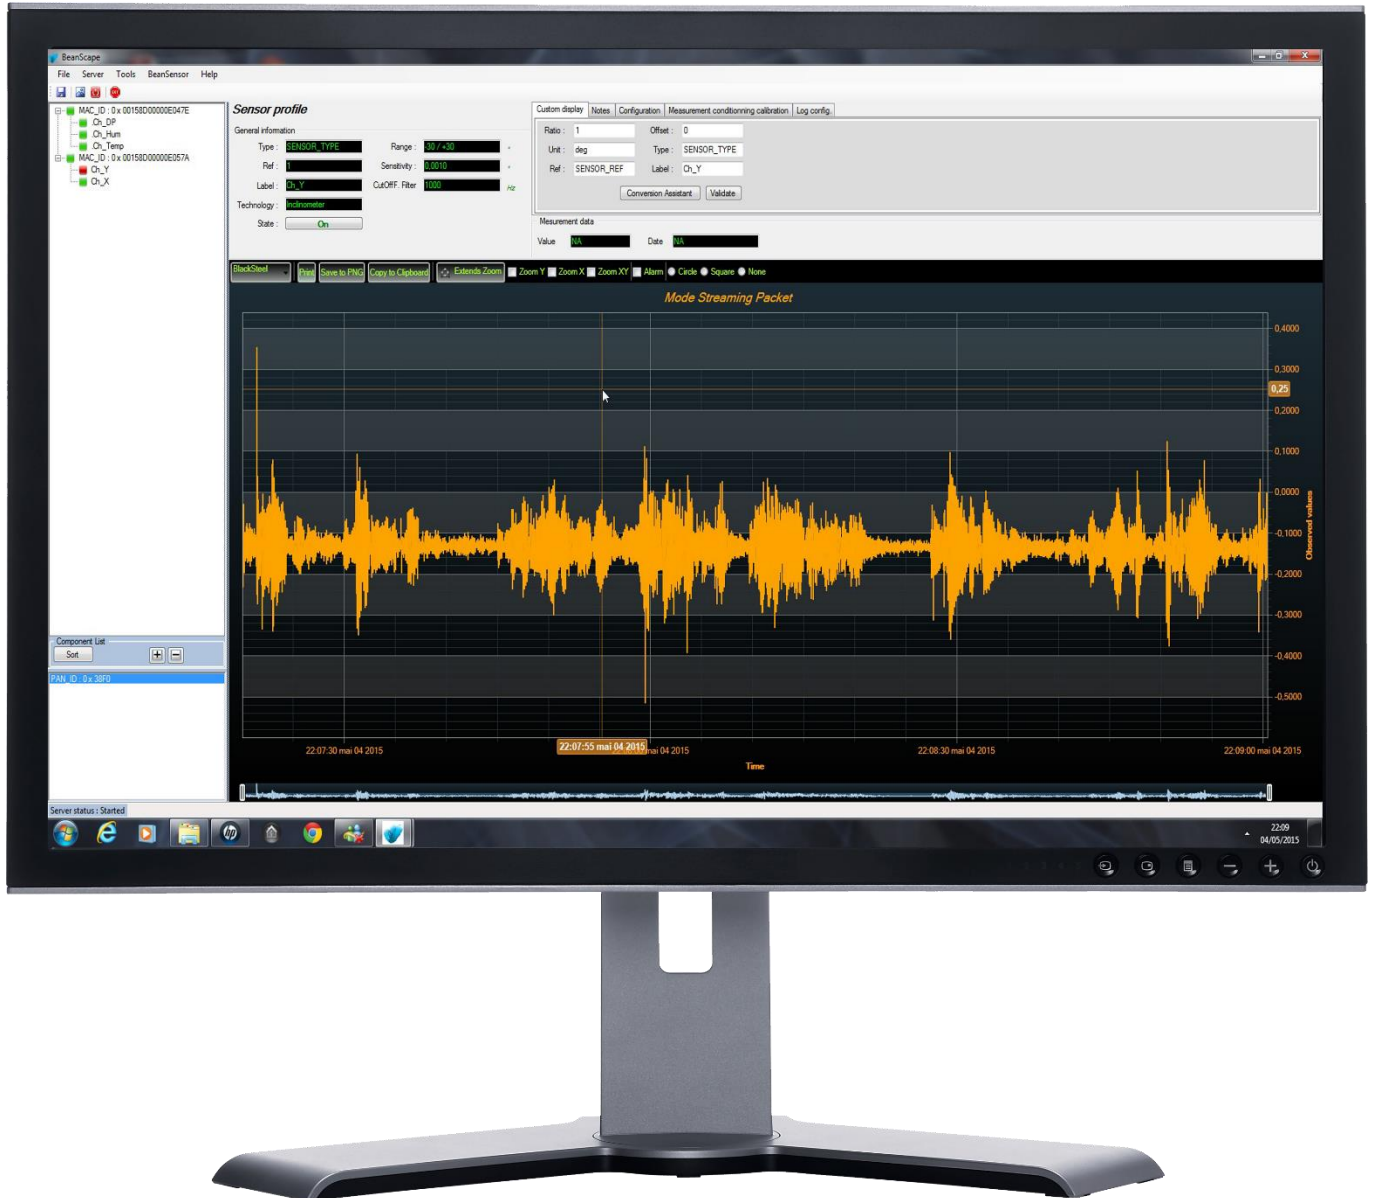 BeanScape
File Server Tools BeanSensor Help
MAC_ID : 0 x 00158D00000E047E
.Ch_DP
.Ch_Hum
.Ch_Temp
MAC_ID : 0 x 00158D00000E057A
Ch_Y
Ch_X
Component List
Sort
PAN_ID : 0 x 38F0
Server status : Started
Sensor profile
General information
Type : SENSOR_TYPE Range : -30 / +30 °
Ref : 1 Sensitivity : 0.0010 °
Label : Ch_Y CutOffF. Filter 1000 Hz
Technology : Inclinometer
State : On
Custom display Notes Configuration Measurement conditionning calibration Log config.
Ratio : 1 Offset : 0
Unit : deg Type : SENSOR_TYPE
Ref : SENSOR_REF Label : Ch_Y
Conversion Assistant Validate
Mesurement data
Value NA Date NA
BlackSteel Print Save to PNG Copy to Clipboard Extends Zoom Zoom Y Zoom X Zoom XY Alarm Circle Square None
Mode Streaming Packet
0,4000
0,3000
0,25
0,2000
0,1000
0,0000
-0,1000
-0,2000
-0,3000
-0,4000
-0,5000
Observed values
22:07:30 mai 04 2015 22:07:55 mai 04 2015 mai 04 2015 22:08:30 mai 04 2015 22:09:00 mai 04 2015
Time
hp
22:09
04/05/2015